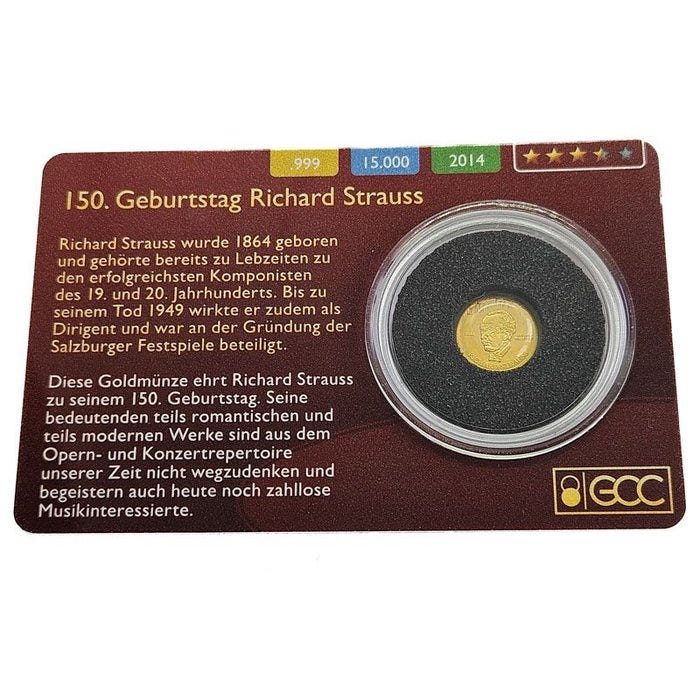 .999 15.000 2014
150. Geburtstag Richard Strauss
Richard Strauss wurde 1864 geboren
und gehörte bereits zu Lebzeiten zu
den erfolgreichsten Komponisten
des 19. und 20. Jahrhunderts. Bis zu
seinem Tod 1949 wirkte er zudem als
Dirigent und war an der Gründung der
Salzburger Festspiele beteiligt.
Diese Goldmünze ehrt Richard Strauss
zu seinem 150. Geburtstag. Seine
bedeutenden teils romantischen und
teils modernen Werke sind aus dem
Opern- und Konzertrepertoire
unserer Zeit nicht wegzudenken und
begeistern auch heute noch zahllose
Musikinteressierte.
GCC